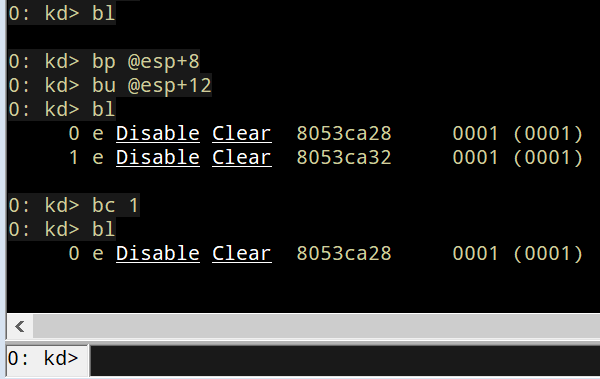 0: kd> bl
0: kd> bp @esp+8
0: kd> bu @esp+12
0: kd> bl
0 e Disable Clear 8053ca28 0001 (0001)
1 e Disable Clear 8053ca32 0001 (0001)
0: kd> bc 1
0: kd> bl
0 e Disable Clear 8053ca28 0001 (0001)
0: kd>